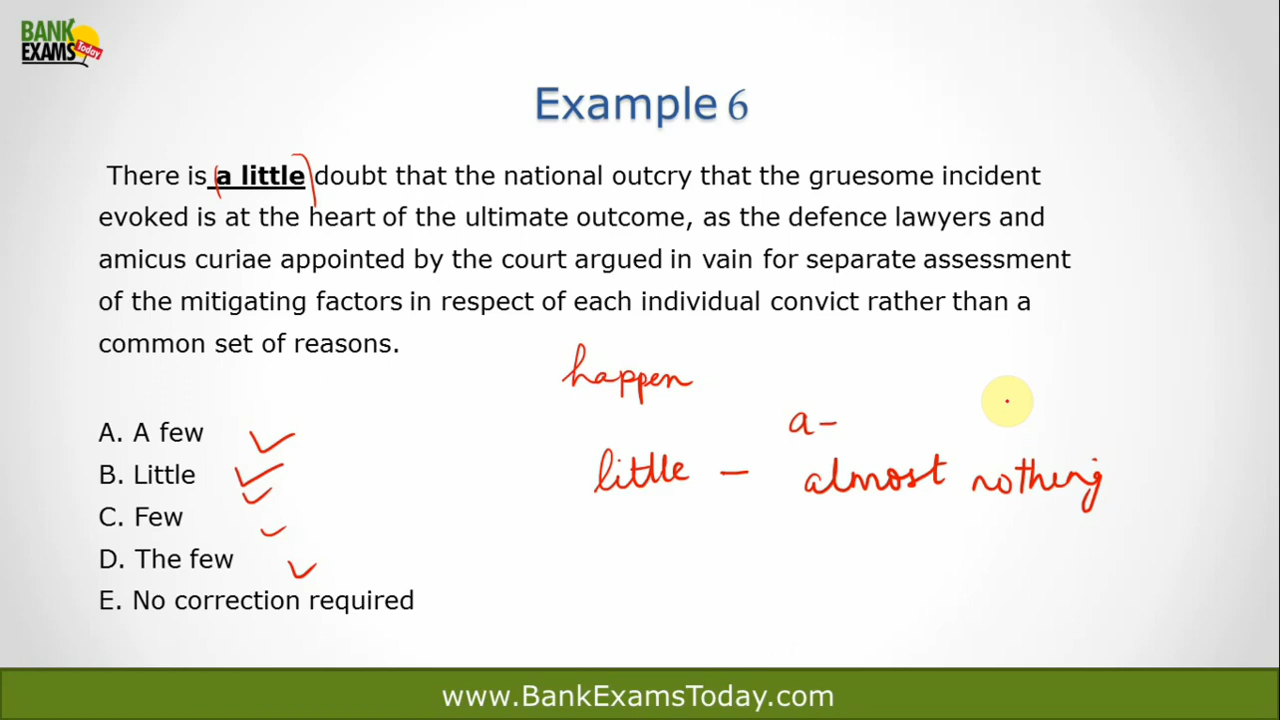 BANK
EXAMS Today
Example 6
There is a little doubt that the national outcry that the gruesome incident
evoked is at the heart of the ultimate outcome, as the defence lawyers and
amicus curiae appointed by the court argued in vain for separate assessment
of the mitigating factors in respect of each individual convict rather than a
common set of reasons.
happen
A. A few
a -
B. Little
little - almost nothing
C. Few
D. The few
E. No correction required
www.BankExamsToday.com